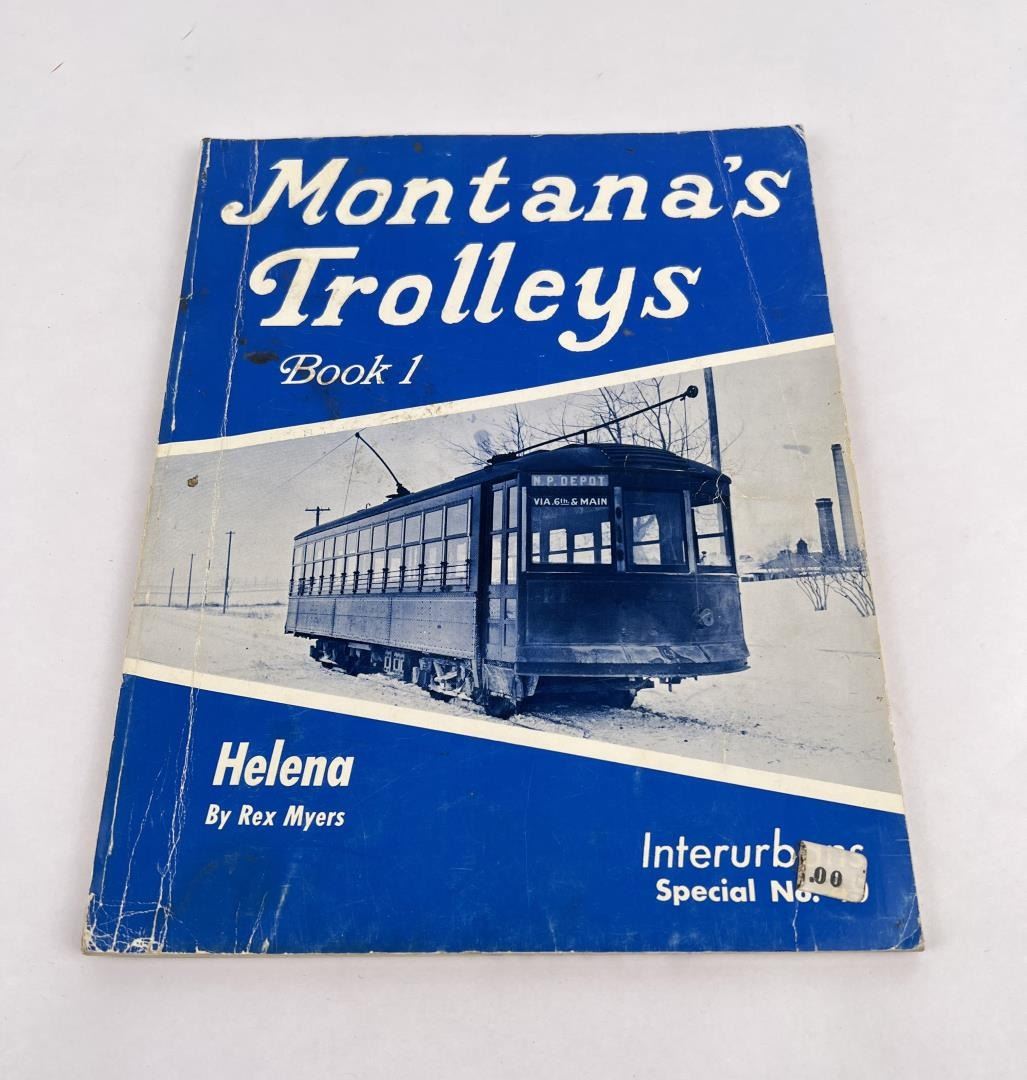 Montana's
Trolleys
Book 1
N.P. DEPOT
VIA. 6th. & MAIN
Helena
By Rex Myers
Special No.
.00